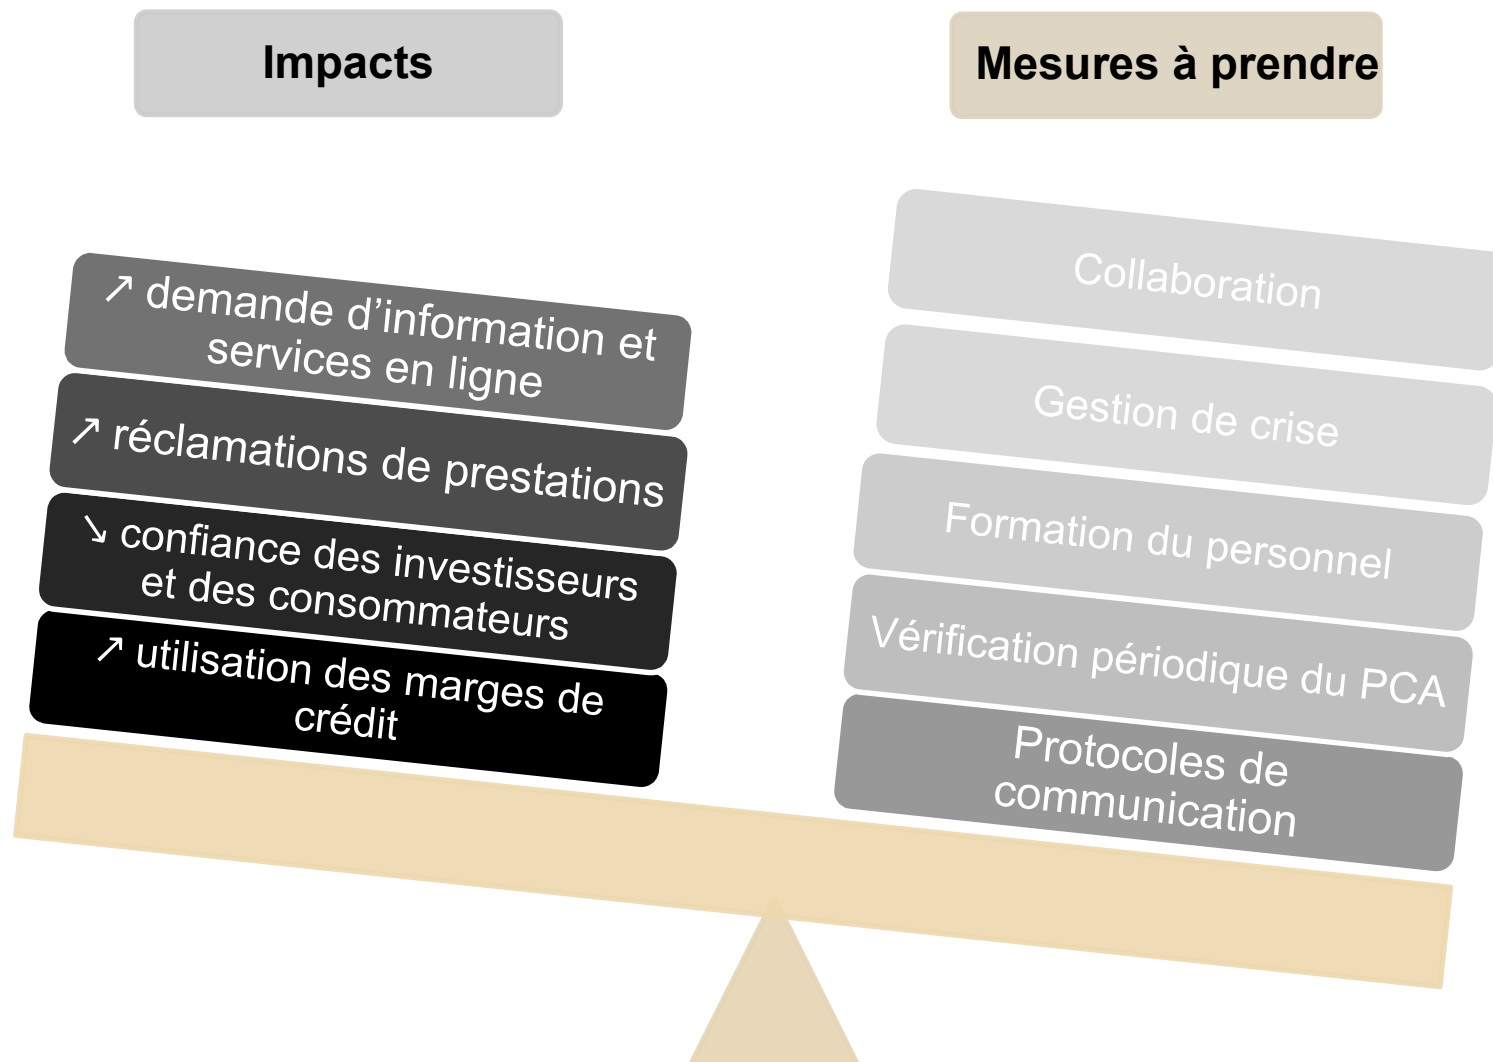 Impacts
Mesures à prendre
↗ demande d’information et
services en ligne
↗ réclamations de prestations
↘ confiance des investisseurs
et des consommateurs
↗ utilisation des marges de
crédit
Collaboration
Gestion de crise
Formation du personnel
Vérification périodique du PCA
Protocoles de
communication